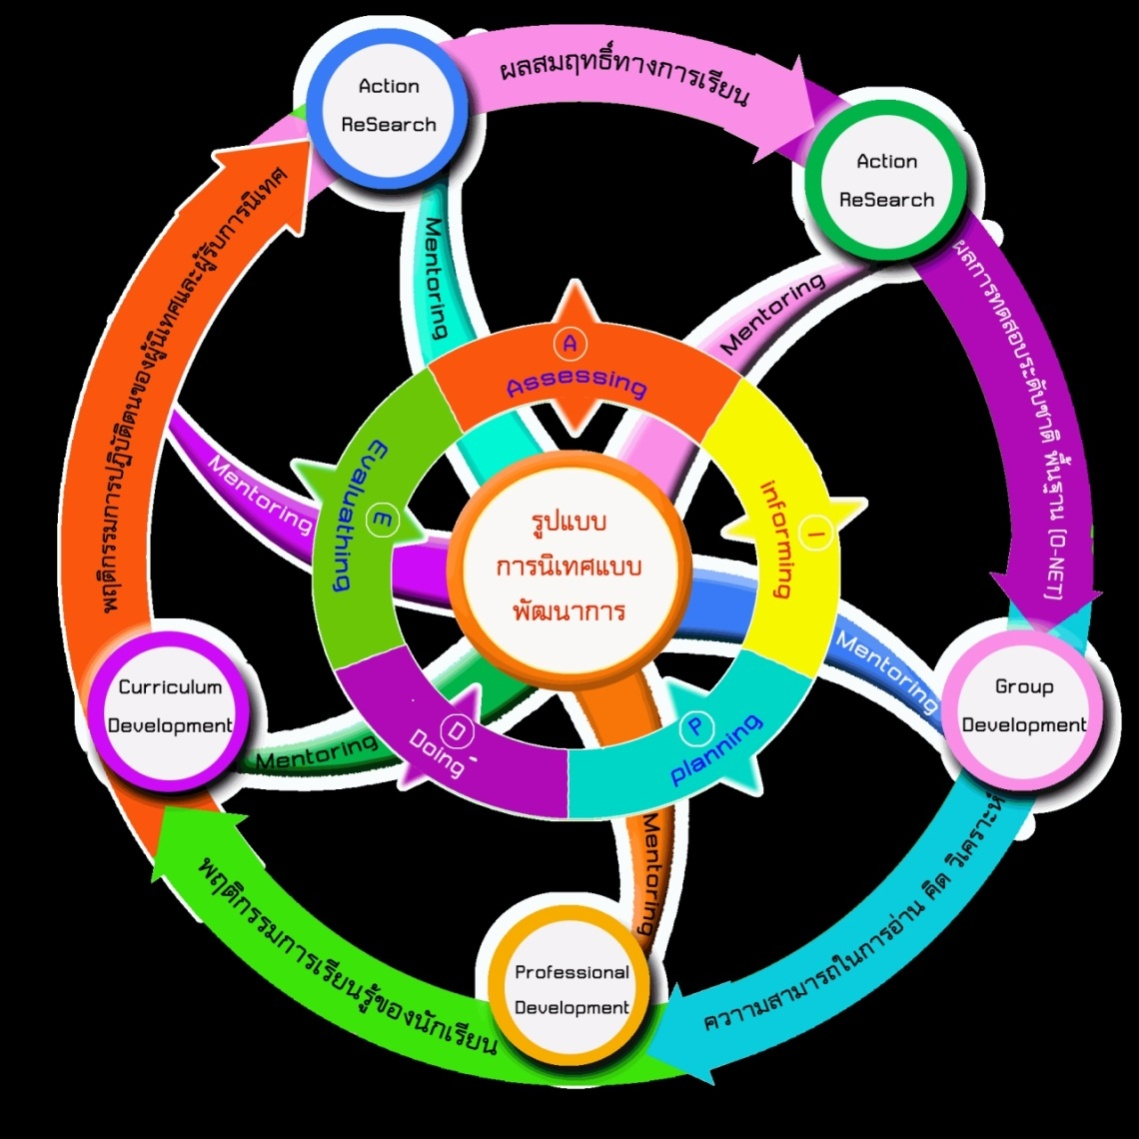 Action
ReSearch
ผลสมฤทธิ์ทางการเรียน
Action
ReSearch
ผลการทดสอบระดับชาติ พื้นฐาน (O-NET)
Group
Development
ความามสามารถในการอ่าน คิด วิเคราะห์
Professional
Development
พฤติกรรมการเรียนรู้ของนักเรียน
Curriculum
Development
พฤติกรรมการปฏิบัติตนของผู้นิเทศและผู้รับการนิเทศ
Mentoring
Mentoring
Mentoring
Mentoring
Mentoring
Mentoring
A
Assessing
I
informing
P
planning
D
Doing
E
Evaluathing
รูปแบบ
การนิเทศแบบ
พัฒนาการ